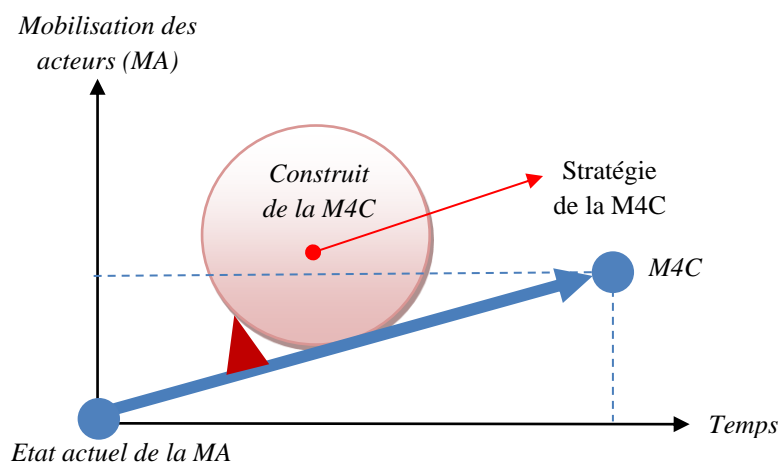 Mobilisation des
acteurs (MA)
Construit
de la M4C
Stratégie
de la M4C
M4C
Temps
Etat actuel de la MA